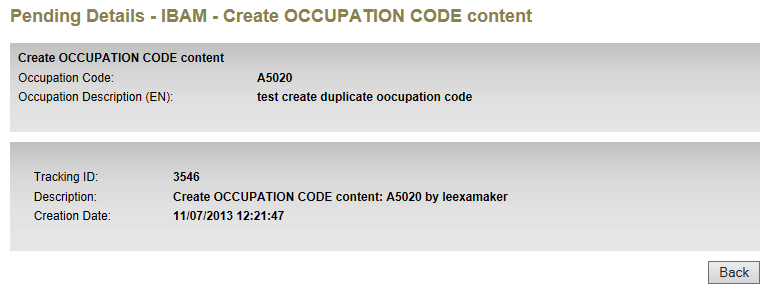 Pending Details - IBAM - Create OCCUPATION CODE content
Create OCCUPATION CODE content
Occupation Code: A5020
Occupation Description (EN): test create duplicate oocupation code
Tracking ID: 3546
Description: Create OCCUPATION CODE content: A5020 by leexamaker
Creation Date: 11/07/2013 12:21:47
Back